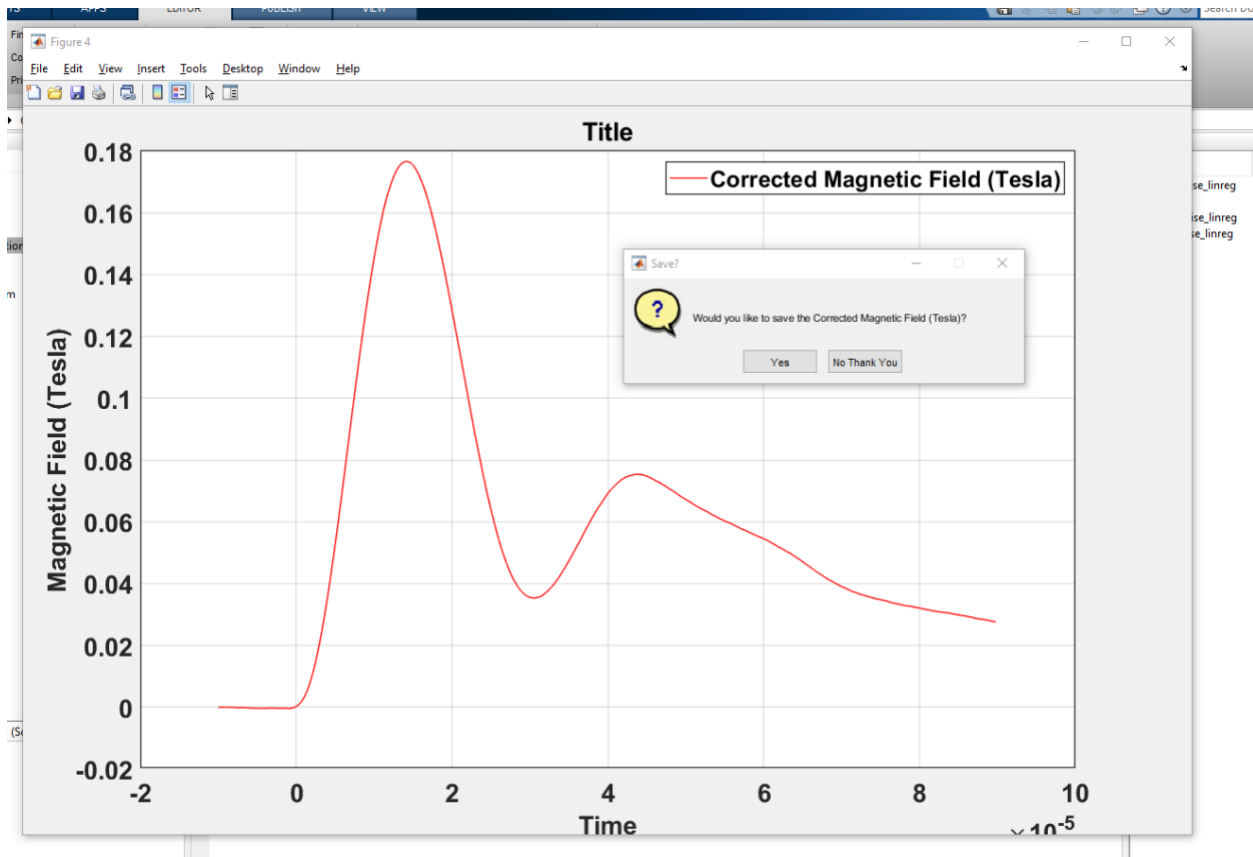 APPS
EDITOR
PUBLISH
VIEW
Search Do
Figure 4
File Edit View Insert Tools Desktop Window Help
Title
Corrected Magnetic Field (Tesla)
Save?
Would you like to save the Corrected Magnetic Field (Tesla)?
Yes
No Thank You
Magnetic Field (Tesla)
0.18
0.16
0.14
0.12
0.1
0.08
0.06
0.04
0.02
0
-0.02
-2 0 2 4 6 8 10
Time
×10-5
se_linreg
ise_linreg
se_linreg